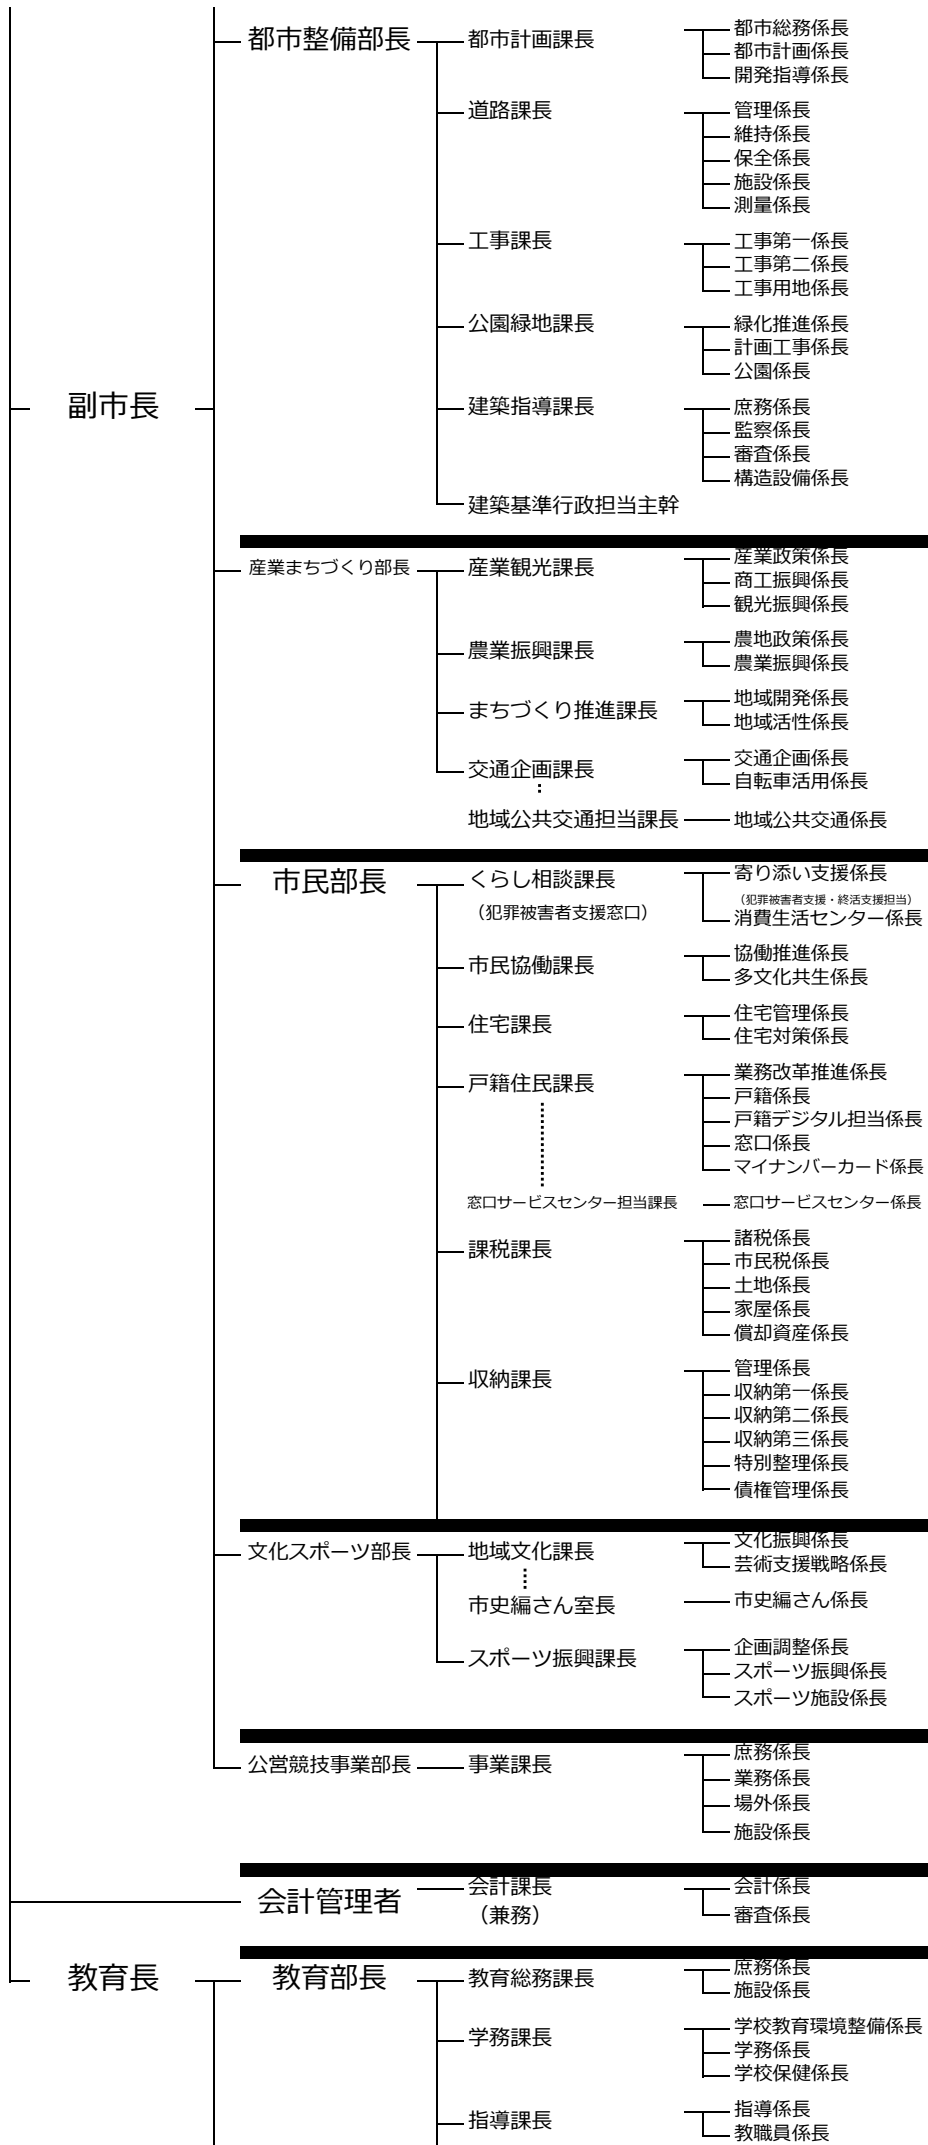 都市整備部長 都市計画課長 都市総務係長
都市計画係長
開発指導係長
道路課長 管理係長
維持係長
保全係長
施設係長
測量係長
工事課長 工事第一係長
工事第二係長
工事用地係長
公園緑地課長 緑化推進係長
計画工事係長
公園係長
副市長 建築指導課長 庶務係長
監察係長
審査係長
構造設備係長
建築基準行政担当主幹
産業まちづくり部長 産業観光課長 産業政策係長
商工振興係長
観光振興係長
農業振興課長 農地政策係長
農業振興係長
まちづくり推進課長 地域開発係長
地域活性係長
交通企画課長 交通企画係長
自転車活用係長
地域公共交通担当課長 地域公共交通係長
市民部長 くらし相談課長 寄り添い支援係長
(犯罪被害者支援窓口) (犯罪被害者支援・終活支援担当)
消費生活センター係長
市民協働課長 協働推進係長
多文化共生係長
住宅課長 住宅管理係長
住宅対策係長
戸籍住民課長 業務改革推進係長
戸籍係長
戸籍デジタル担当係長
窓口係長
マイナンバーカード係長
窓口サービスセンター担当課長 窓口サービスセンター係長
課税課長 諸税係長
市民税係長
土地係長
家屋係長
償却資産係長
収納課長 管理係長
収納第一係長
収納第二係長
収納第三係長
特別整理係長
債権管理係長
文化スポーツ部長 地域文化課長 文化振興係長
芸術支援戦略係長
市史編さん室長 市史編さん係長
スポーツ振興課長 企画調整係長
スポーツ振興係長
スポーツ施設係長
公営競技事業部長 事業課長 庶務係長
業務係長
場外係長
施設係長
会計管理者 会計課長 会計係長
(兼務) 審査係長
教育長 教育部長 教育総務課長 庶務係長
施設係長
学務課長 学校教育環境整備係長
学務係長
学校保健係長
指導課長 指導係長
教職員係長